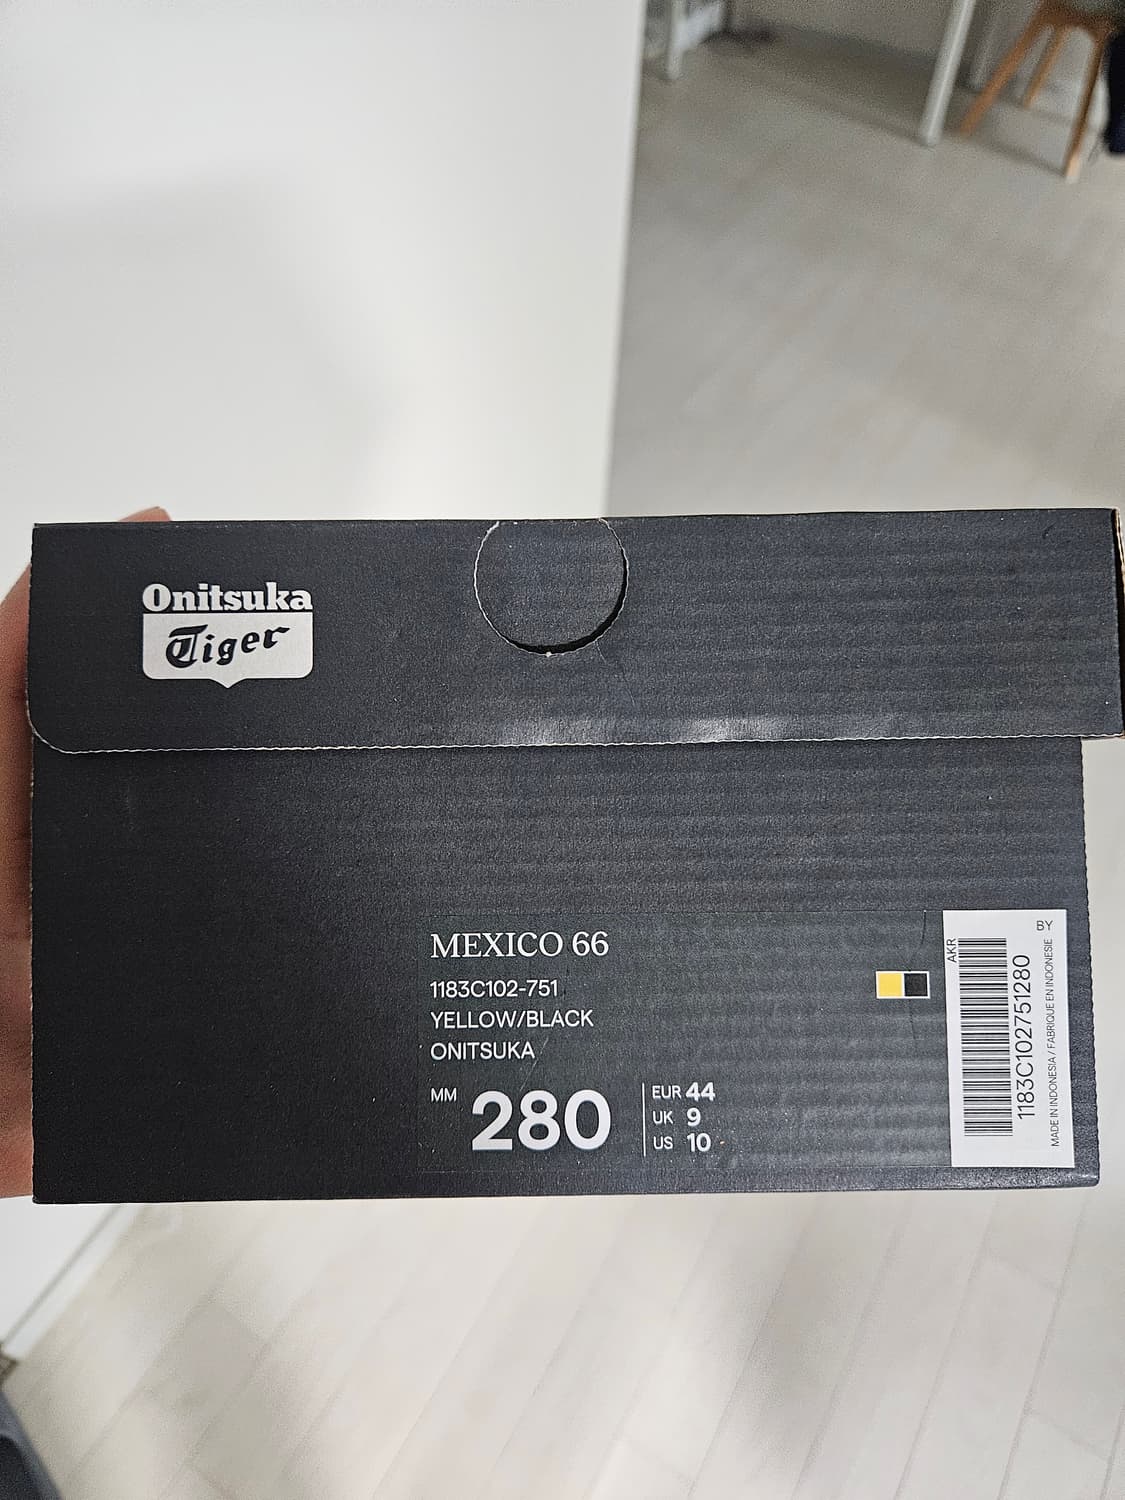 Onitsuka
Tiger
MEXICO 66
1183C102-751
YELLOW/BLACK
ONITSUKA
MM 280
EUR 44
UK 9
US 10
AKR
BY
1183C102751280
MADE IN INDONESIA / FABRIQUE EN INDONESIE